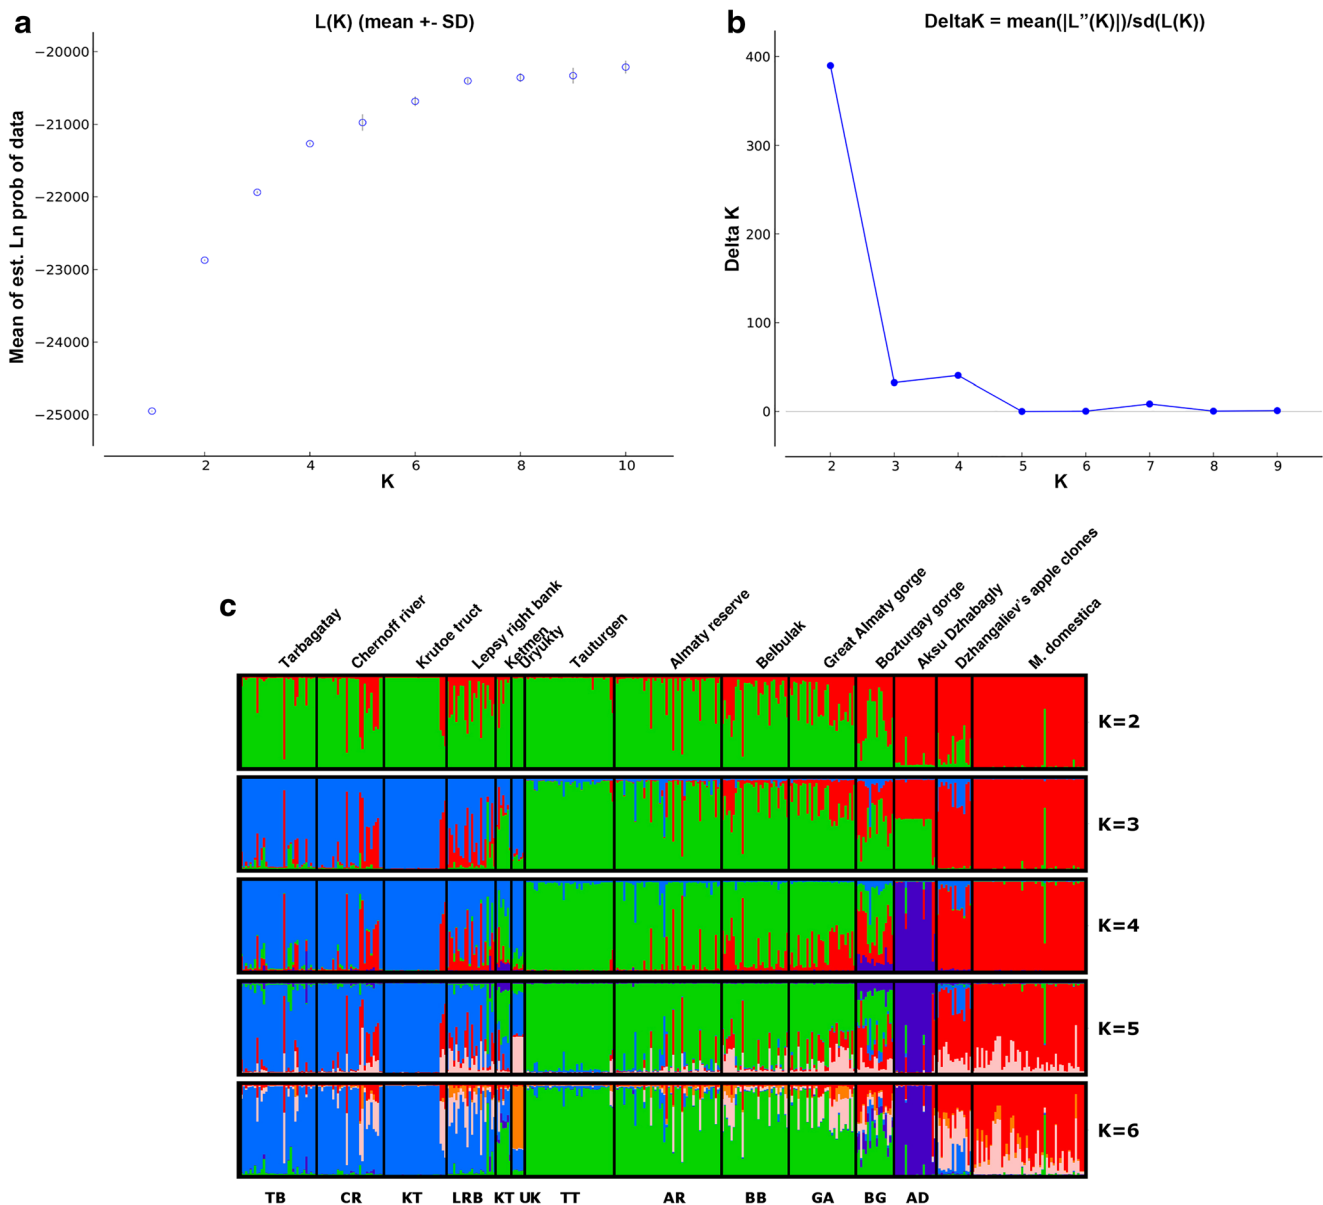 a
L(K) (mean +- SD)
Mean of est. Ln prob of data
−20000
−21000
−22000
−23000
−24000
−25000
2 4 6 8 10
K
b
DeltaK = mean(|L”(K)|)/sd(L(K))
Delta K
400
300
200
100
0
2 3 4 5 6 7 8 9
K
c
Tarbagatay
Chernoff river
Krutoe truct
Lepsy right bank
Ketmen
Uryukty
Tauturgen
Almaty reserve
Belbulak
Great Almaty gorge
Bozturgay gorge
Aksu Dzhabagly
Dzhangaliev’s apple clones
M. domestica
K=2
K=3
K=4
K=5
K=6
TB CR KT LRB KT UK TT AR BB GA BG AD